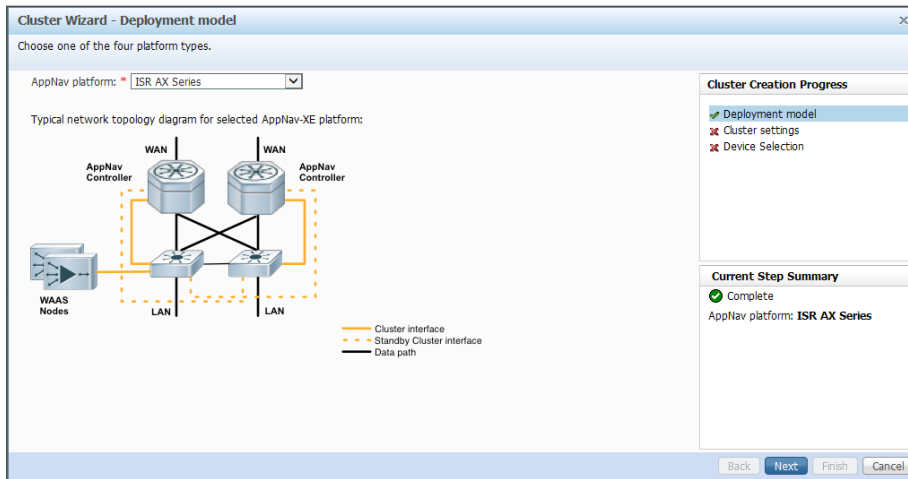 Cluster Wizard - Deployment model
Choose one of the four platform types.
AppNav platform: * ISR AX Series
Typical network topology diagram for selected AppNav-XE platform:
WAN
WAN
AppNav
Controller
AppNav
Controller
WAAS
Nodes
LAN
LAN
Cluster interface
Standby Cluster interface
Data path
Cluster Creation Progress
Deployment model
Cluster settings
Device Selection
Current Step Summary
Complete
AppNav platform: ISR AX Series
Back
Next
Finish
Cancel